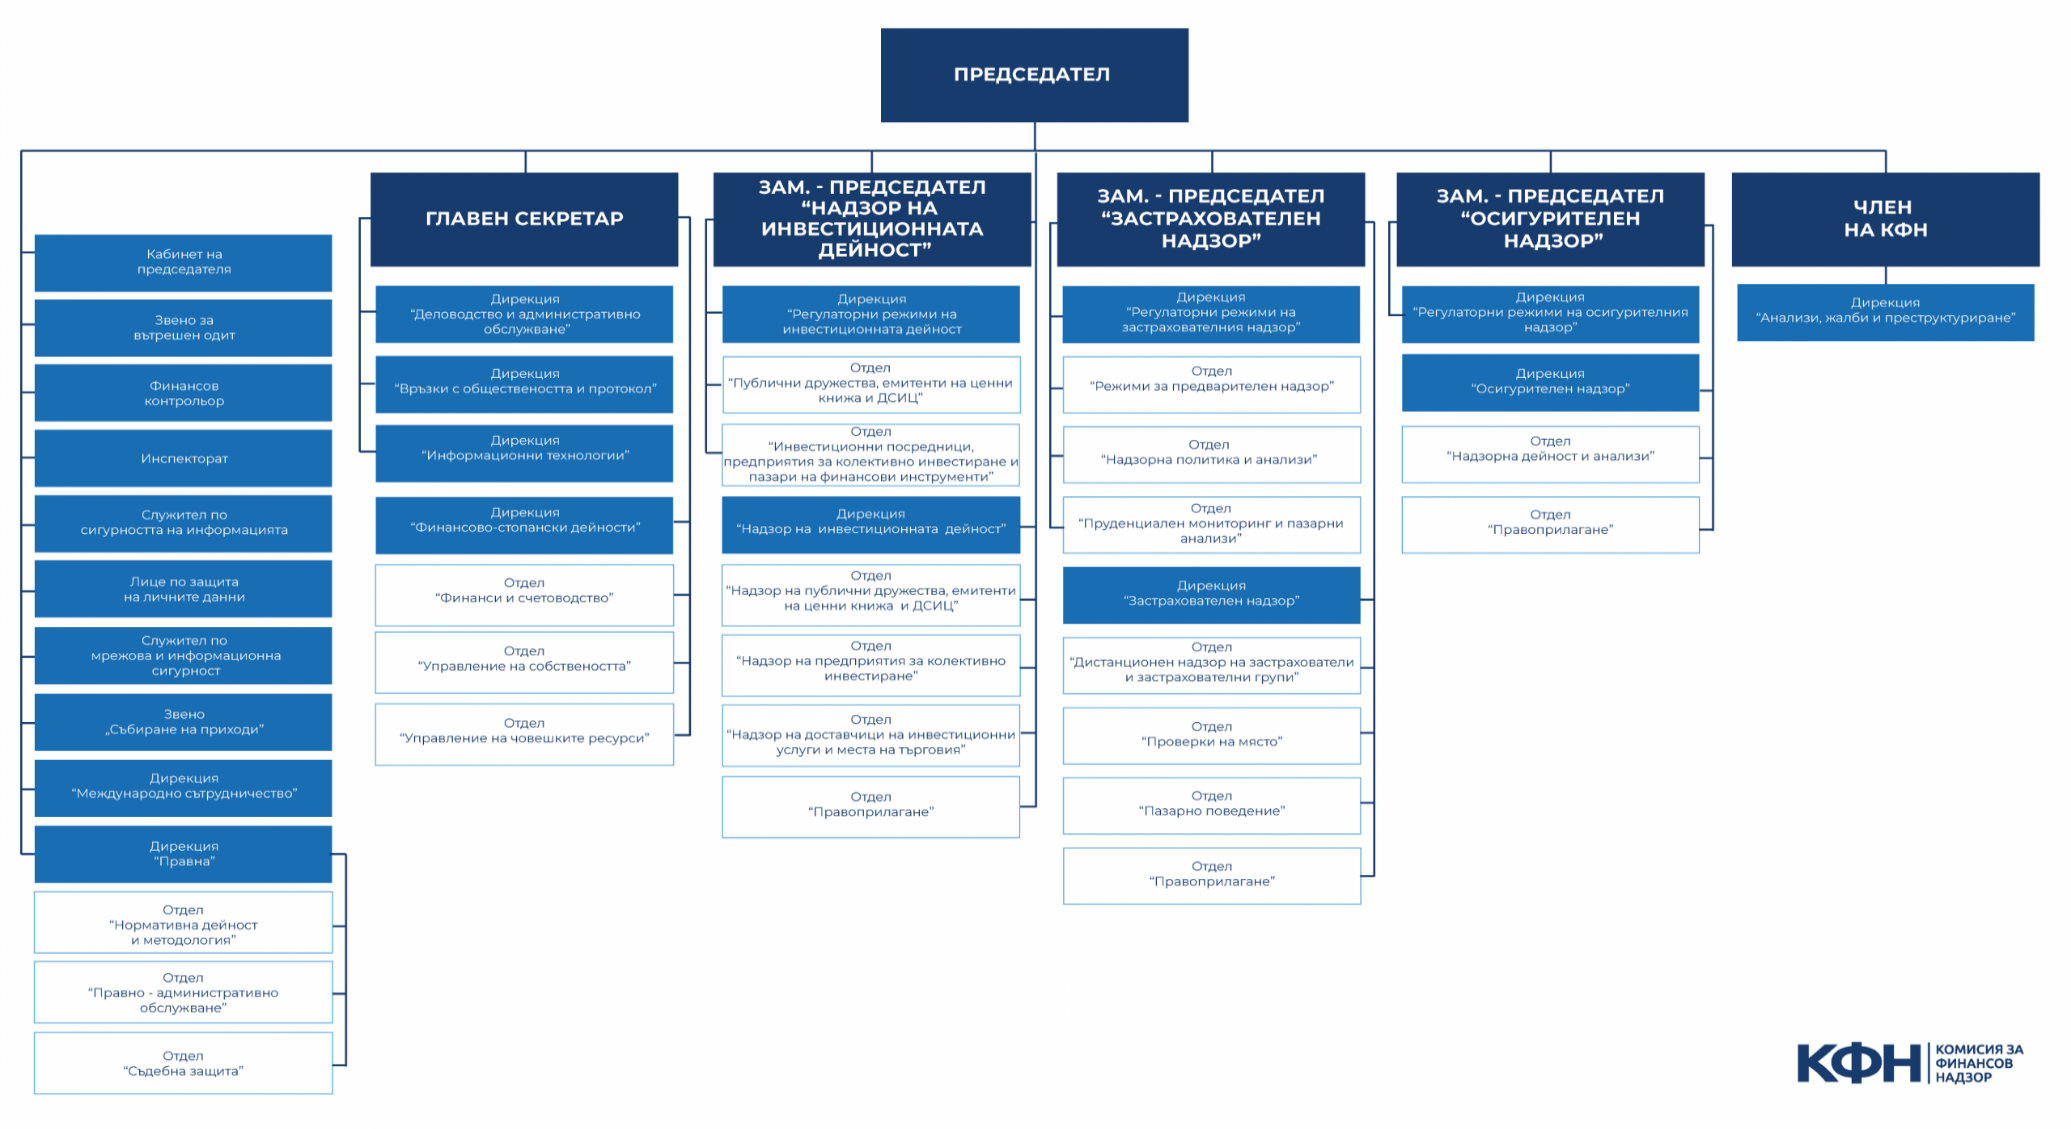 ПРЕДСЕДАТЕЛ
Кабинет на
председателя
Звено за
вътрешен одит
Финансов
контрольор
Инспекторат
Служител по
сигурността на информацията
Лице по защита
на личните данни
Служител по
мрежова и информационна
сигурност
Звено
„Събиране на приходи”
Дирекция
“Международно сътрудничество”
Дирекция
“Правна”
Отдел
“Нормативна дейност
и методология”
Отдел
“Правно - административно
обслужване”
Отдел
“Съдебна защита”
ГЛАВЕН СЕКРЕТАР
Дирекция
“Деловодство и административно
обслужване”
Дирекция
“Връзки с обществеността и протокол”
Дирекция
“Информационни технологии”
Дирекция
“Финансово-стопански дейности”
Отдел
“Финанси и счетоводство”
Отдел
“Управление на собствеността”
Отдел
“Управление на човешките ресурси”
ЗАМ. - ПРЕДСЕДАТЕЛ
“НАДЗОР НА
ИНВЕСТИЦИОННАТА
ДЕЙНОСТ”
Дирекция
“Регулаторни режими на
инвестиционната дейност
Отдел
“Публични дружества, емитенти на ценни
книжа и ДСИЦ”
Отдел
“Инвестиционни посредници,
предприятия за колективно инвестиране и
пазари на финансови инструменти”
Дирекция
“Надзор на инвестиционната дейност”
Отдел
“Надзор на публични дружества, емитенти
на ценни книжа и ДСИЦ”
Отдел
“Надзор на предприятия за колективно
инвестиране”
Отдел
“Надзор на доставчици на инвестиционни
услуги и места на търговия”
Отдел
“Правоприлагане”
ЗАМ. - ПРЕДСЕДАТЕЛ
“ЗАСТРАХОВАТЕЛЕН
НАДЗОР”
Дирекция
“Регулаторни режими на
застрахователния надзор”
Отдел
“Режими за предварителен надзор”
Отдел
“Надзорна политика и анализи”
Отдел
“Пруденциален мониторинг и пазарни
анализи”
Дирекция
“Застрахователен надзор”
Отдел
“Дистанционен надзор на застрахователи
и застрахователни групи”
Отдел
“Проверки на място”
Отдел
“Пазарно поведение”
Отдел
“Правоприлагане”
ЗАМ. - ПРЕДСЕДАТЕЛ
“ОСИГУРИТЕЛЕН
НАДЗОР”
Дирекция
“Регулаторни режими на осигурителния
надзор”
Дирекция
“Осигурителен надзор”
Отдел
“Надзорна дейност и анализи”
Отдел
“Правоприлагане”
ЧЛЕН
НА КФН
Дирекция
“Анализи, жалби и преструктуриране”
КФН
КОМИСИЯ ЗА
ФИНАНСОВ
НАДЗОР